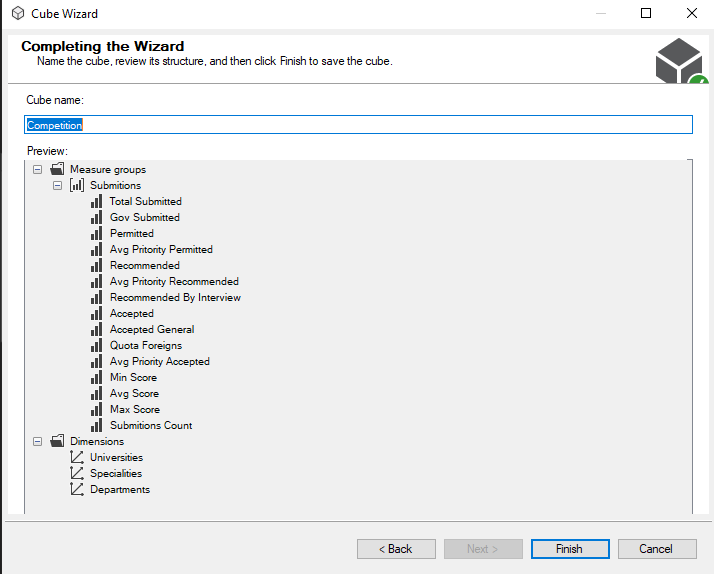 Cube Wizard
Completing the Wizard
Name the cube, review its structure, and then click Finish to save the cube.
Cube name:
Competition
Preview:
Measure groups
Submitions
Total Submitted
Gov Submitted
Permitted
Avg Pritority Permitted
Recommended
Avg Pritority Recommended
Recommended By Interview
Accepted
Accepted General
Quota Foreigns
Avg Priority Accepted
Min Score
Avg Score
Max Score
Submitions Count
Dimensions
Universities
Specialities
Departments
< Back
Next >
Finish
Cancel